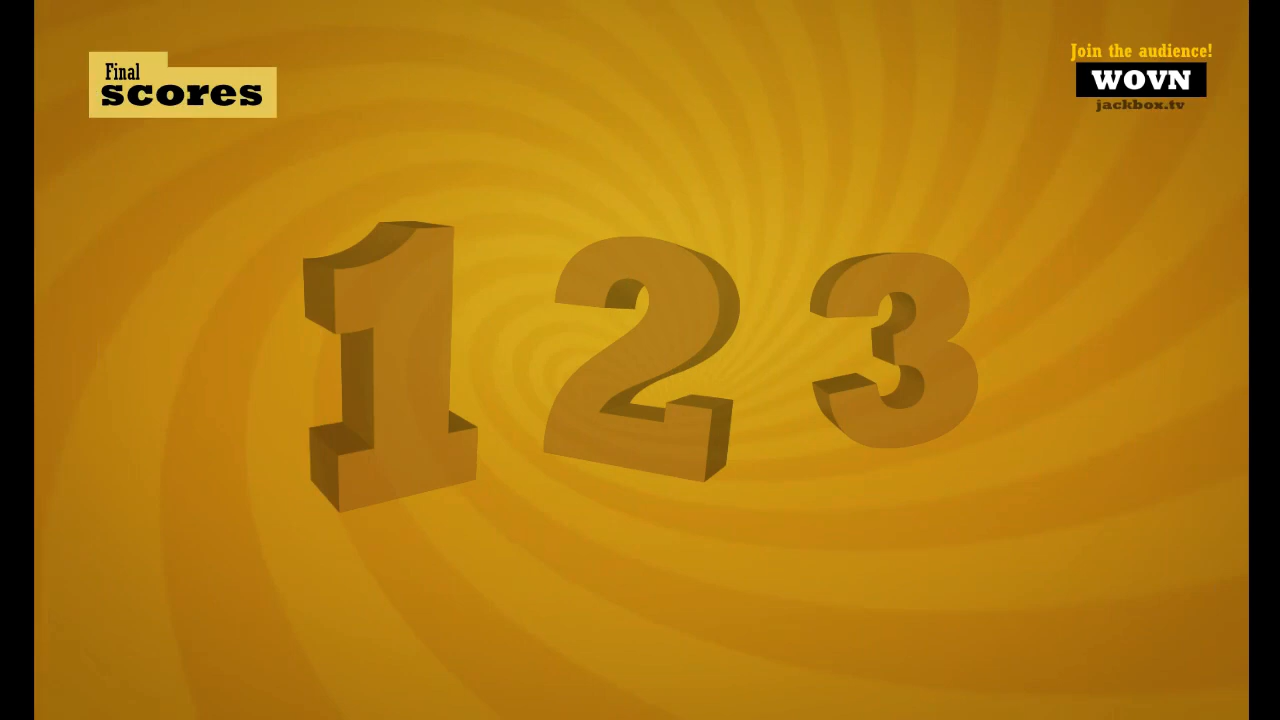 Final
scores
Join the audience!
WOVN
jackbox.tv
1 2 3